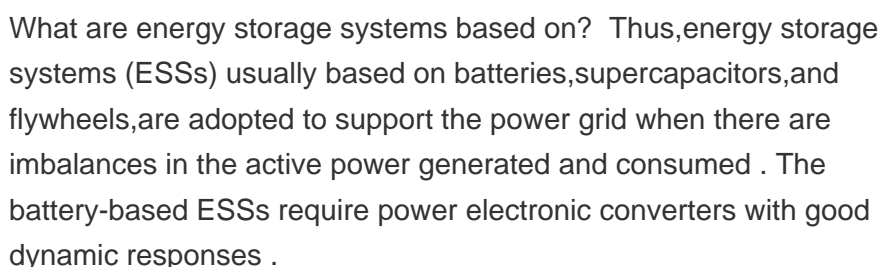 What are energy storage systems based on?  Thus,energy storage
systems (ESSs) usually based on batteries,supercapacitors,and
flywheels,are adopted to support the power grid when there are
imbalances in the active power generated and consumed . The
battery-based ESSs require power electronic converters with good
dynamic responses .